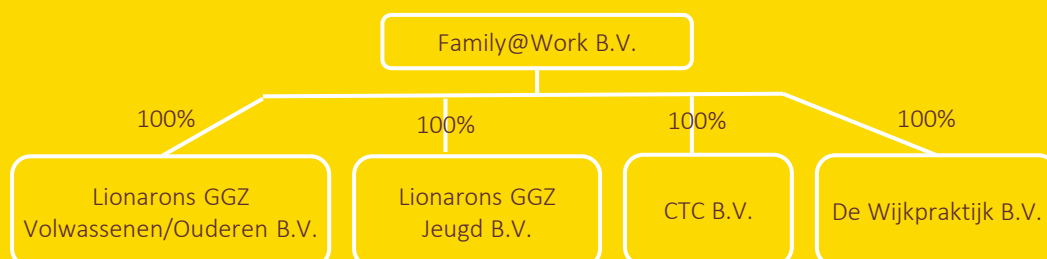 Family@Work B.V.
100%
100%
100%
100%
Lionarons GGZ
Volwassenen/Ouderen B.V.
Lionarons GGZ
Jeugd B.V.
CTC B.V.
De Wijkpraktijk B.V.